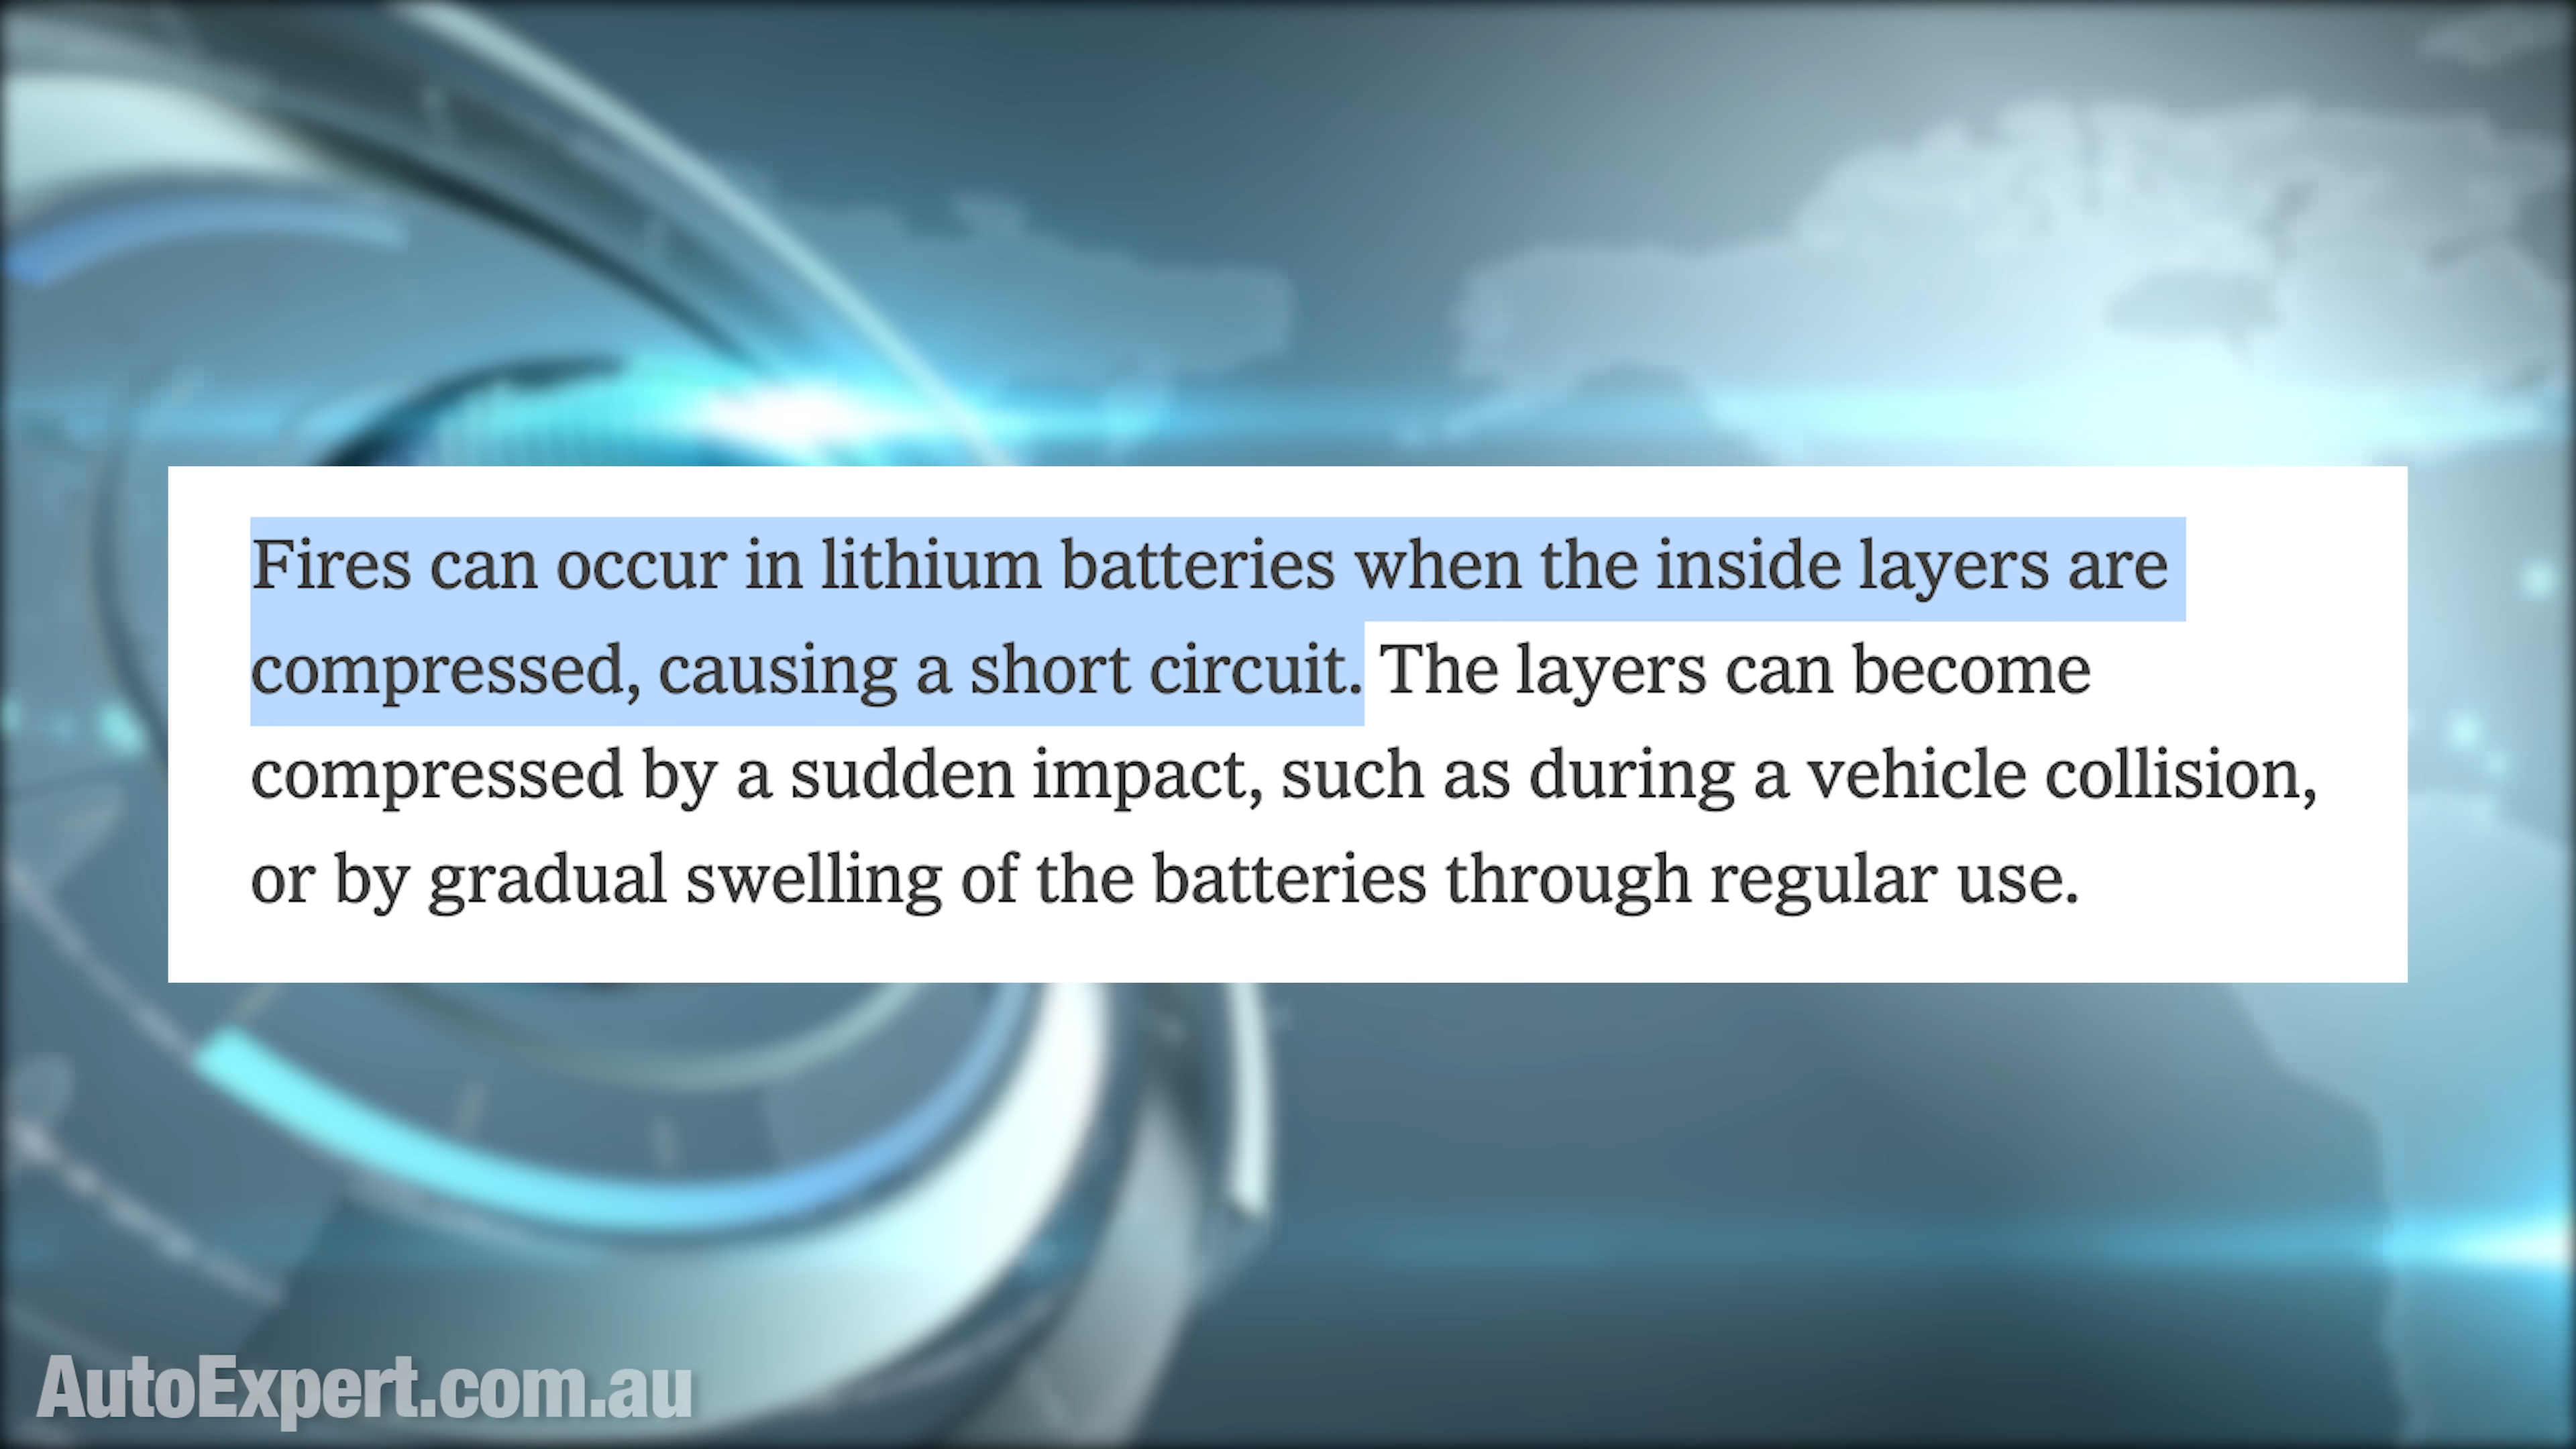 Fires can occur in lithium batteries when the inside layers are
compressed, causing a short circuit. The layers can become
compressed by a sudden impact, such as during a vehicle collision,
or by gradual swelling of the batteries through regular use.
AutoExpert.com.au